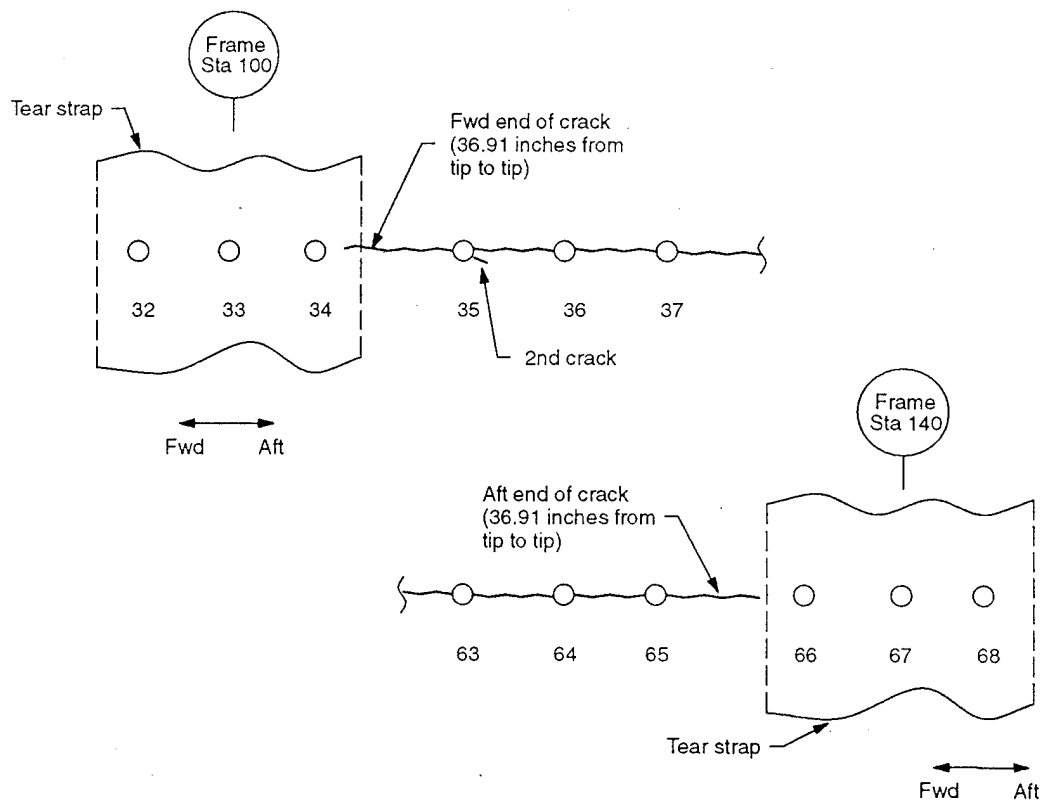 Frame
Sta 100
Tear strap
Fwd end of crack
(36.91 inches from
tip to tip)
32 33 34 35 36 37
2nd crack
Fwd Aft
Frame
Sta 140
Aft end of crack
(36.91 inches from
tip to tip)
63 64 65 66 67 68
Tear strap
Fwd Aft